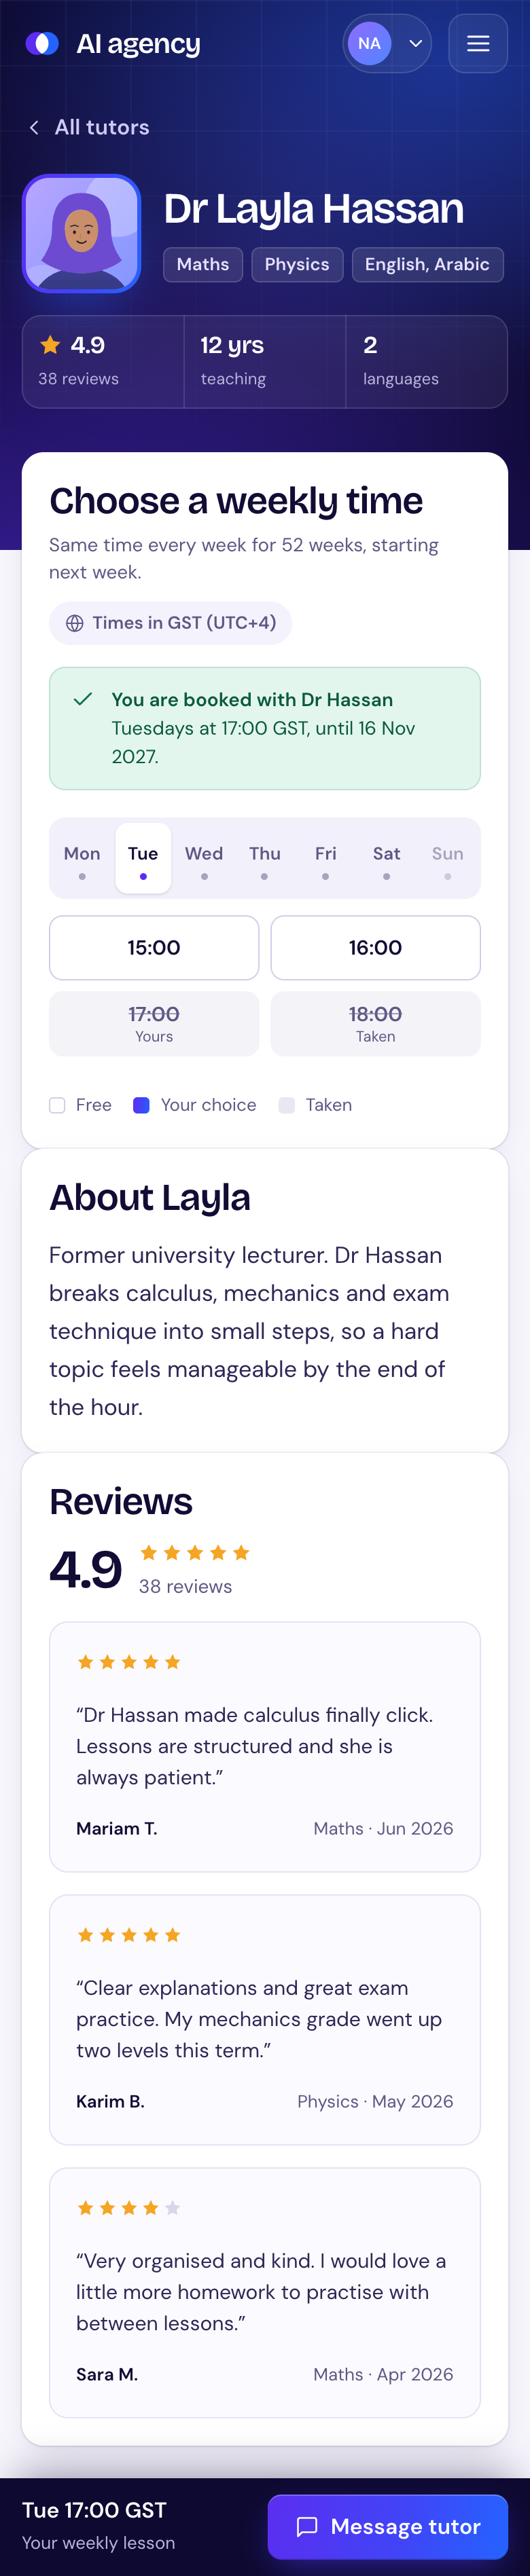 AI agency
NA
All tutors
Dr Layla Hassan
Maths Physics English, Arabic
4.9 12 yrs 2
38 reviews teaching languages
Choose a weekly time
Same time every week for 52 weeks, starting
next week.
Times in GST (UTC+4)
You are booked with Dr Hassan
Tuesdays at 17:00 GST, until 16 Nov
2027.
Mon Tue Wed Thu Fri Sat Sun
15:00 16:00
17:00 18:00
Yours Taken
Free Your choice Taken
About Layla
Former university lecturer. Dr Hassan
breaks calculus, mechanics and exam
technique into small steps, so a hard
topic feels manageable by the end of
the hour.
Reviews
4.9
38 reviews
“Dr Hassan made calculus finally click.
Lessons are structured and she is
always patient.”
Mariam T. Maths · Jun 2026
“Clear explanations and great exam
practice. My mechanics grade went up
two levels this term.”
Karim B. Physics · May 2026
“Very organised and kind. I would love a
little more homework to practise with
between lessons.”
Sara M. Maths · Apr 2026
Tue 17:00 GST
Your weekly lesson
Message tutor